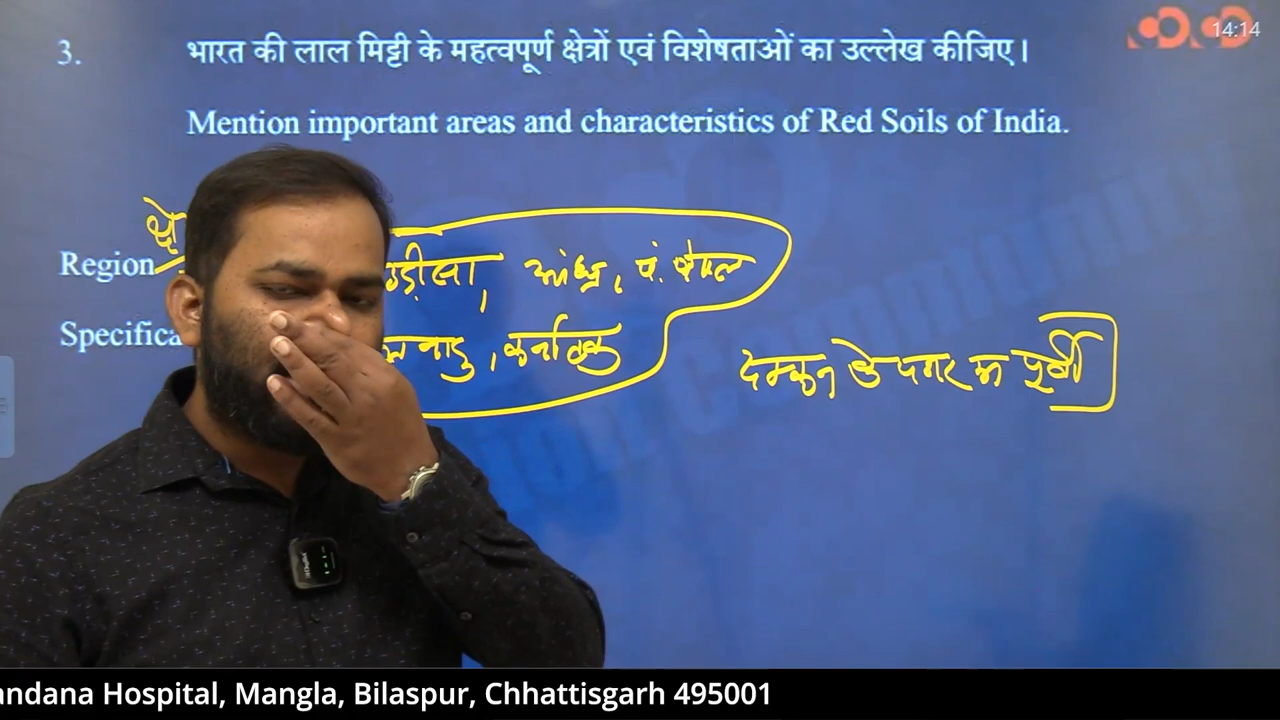 14:14
3. भारत की लाल मिट्टी के महत्वपूर्ण क्षेत्रों एवं विशेषताओं का उल्लेख कीजिए।
Mention important areas and characteristics of Red Soils of India.
क्षे
Region उड़ीसा, आंध्र, पं. बंगाल
Specifica नाडु, कर्नाटक
दक्कन के पठार का पूर्वी
andana Hospital, Mangla, Bilaspur, Chhattisgarh 495001